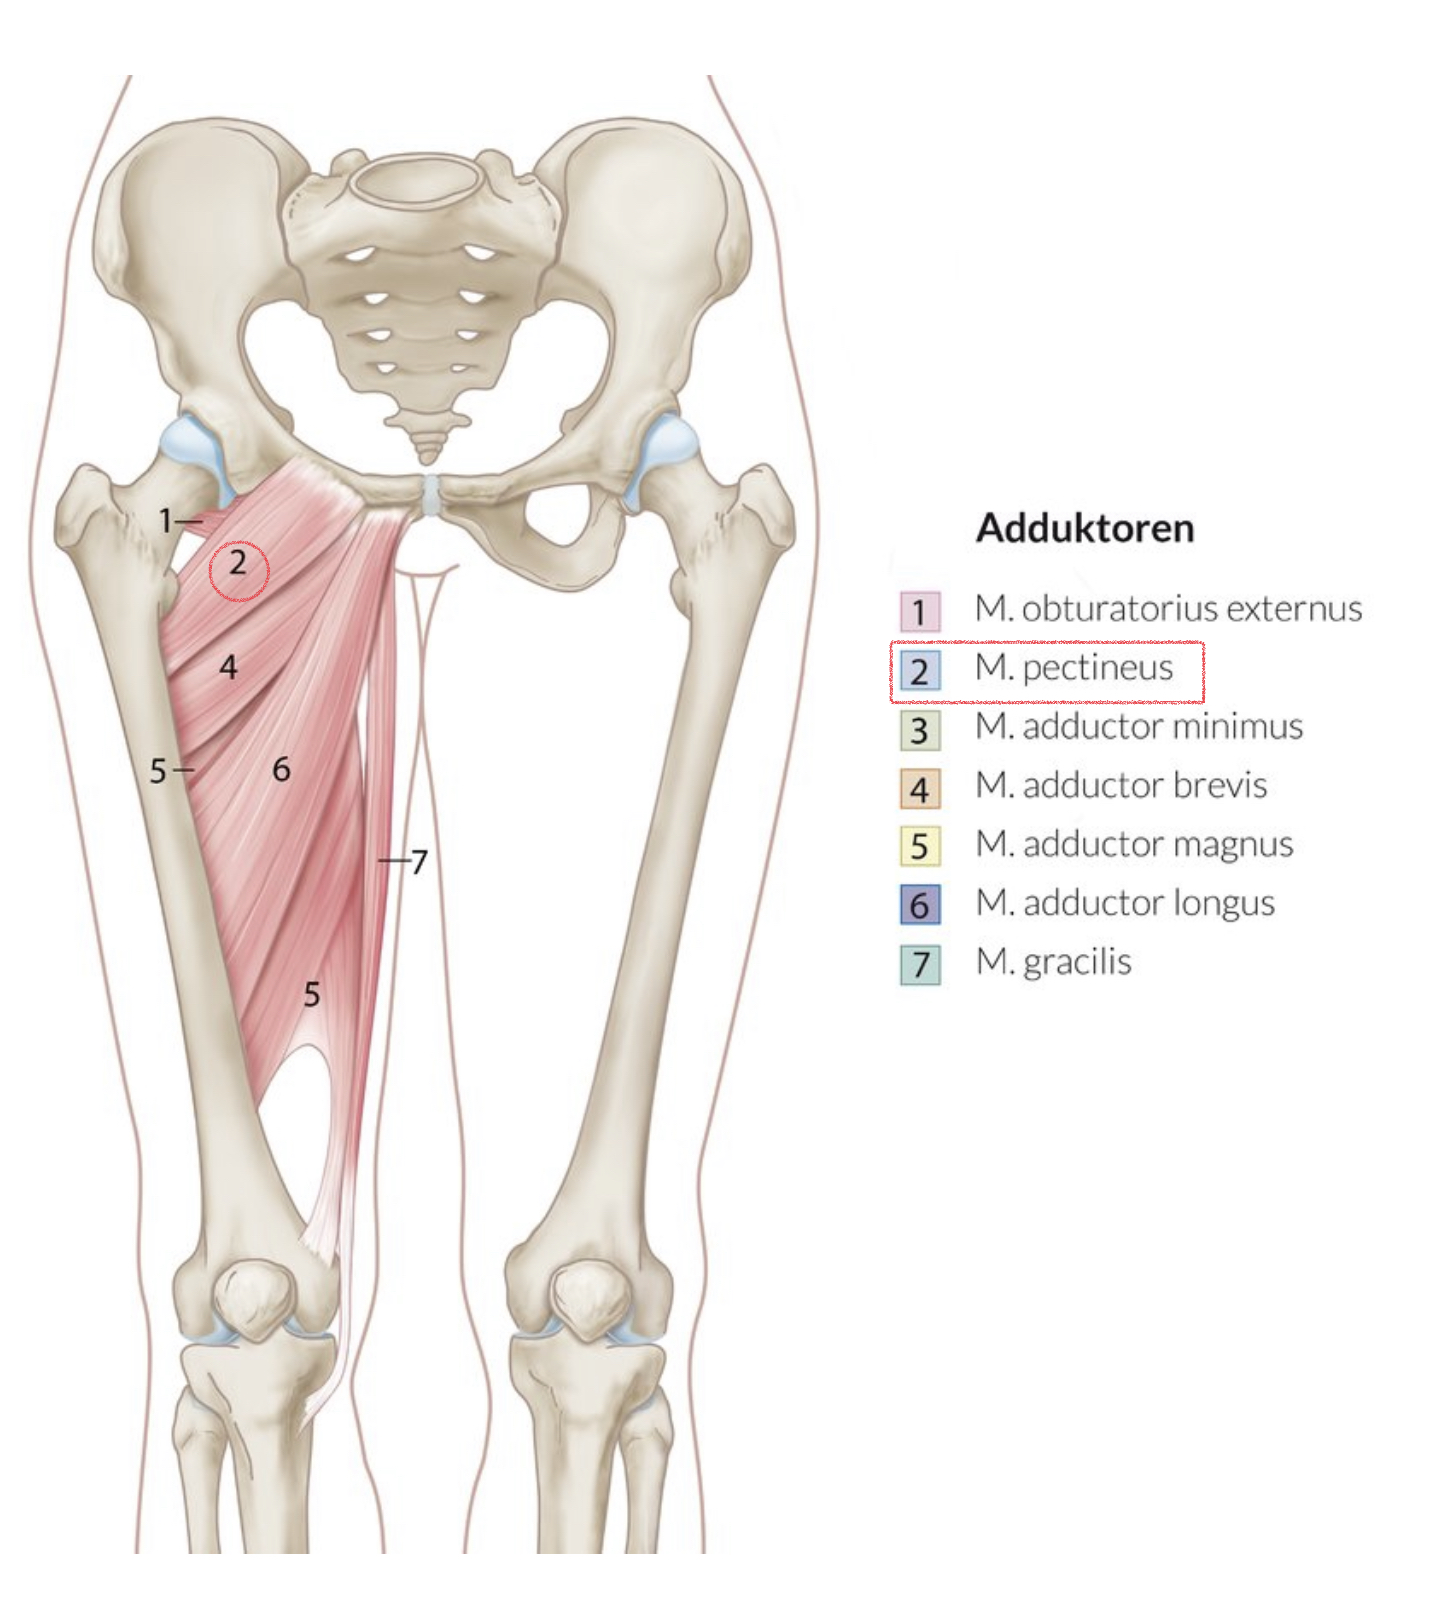 1
2
4
5
6
7
5
Adduktoren
1 M. obturatorius externus
2 M. pectineus
3 M. adductor minimus
4 M. adductor brevis
5 M. adductor magnus
6 M. adductor longus
7 M. gracilis